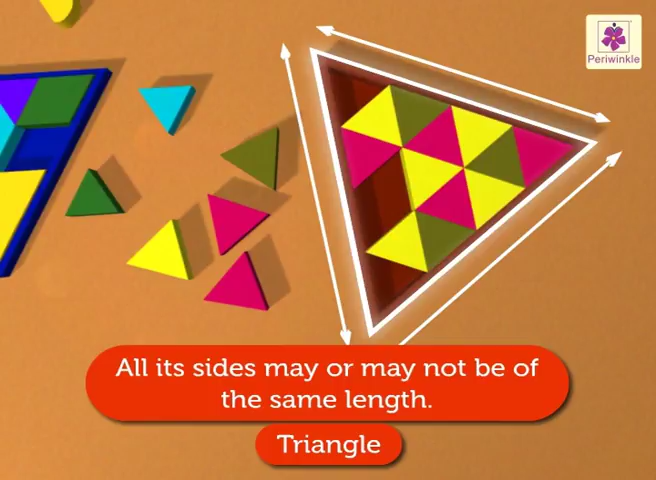 Periwinkle
All its sides may or may not be of
the same length.
Triangle